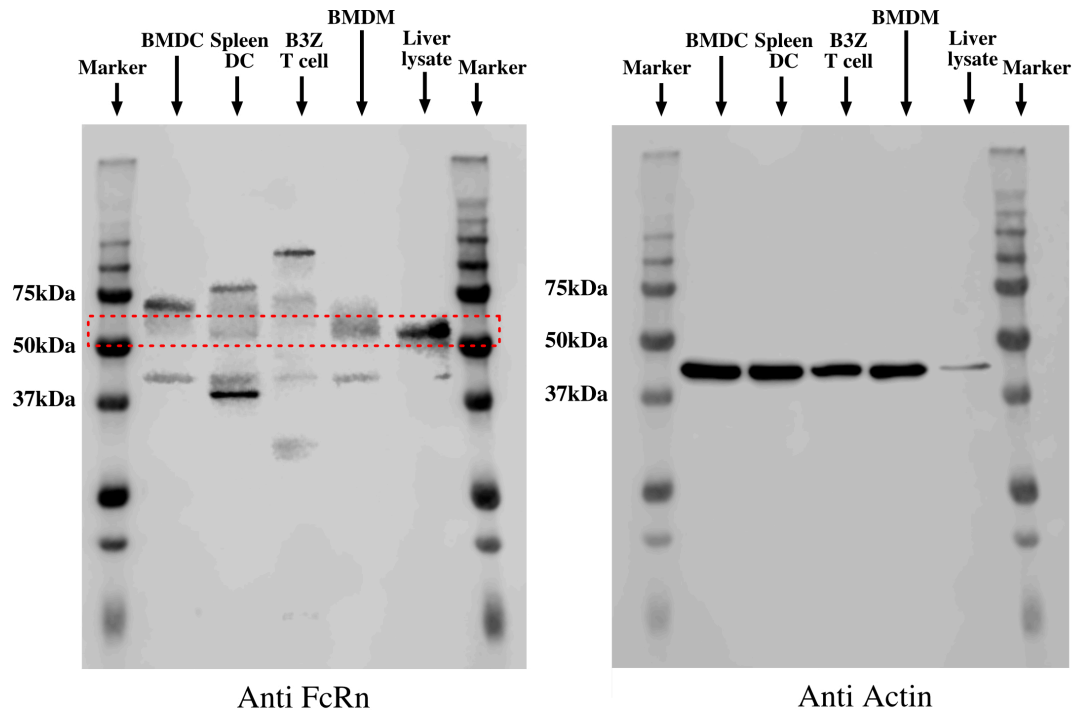 BMDM
BMDC Spleen DC B3Z T cell Liver lysate
Marker Marker
75kDa
50kDa
37kDa
Anti FcRn
BMDM
BMDC Spleen DC B3Z T cell Liver lysate
Marker Marker
75kDa
50kDa
37kDa
Anti Actin